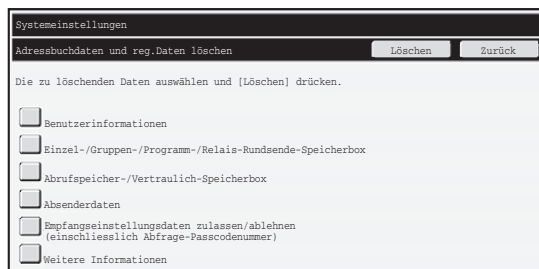 Systemeinstellungen
Adressbuchdaten und reg.Daten löschen Löschen Zurück
Die zu löschenden Daten auswählen und [Löschen] drücken.
Benutzerinformationen
Einzel-/Gruppen-/Programm-/Relais-Rundsende-Speicherbox
Abrufspeicher-/Vertraulich-Speicherbox
Absenderdaten
Empfangseinstellungsdaten zulassen/ablehnen
(einschliesslich Abfrage-Passcodenummer)
Weitere Informationen